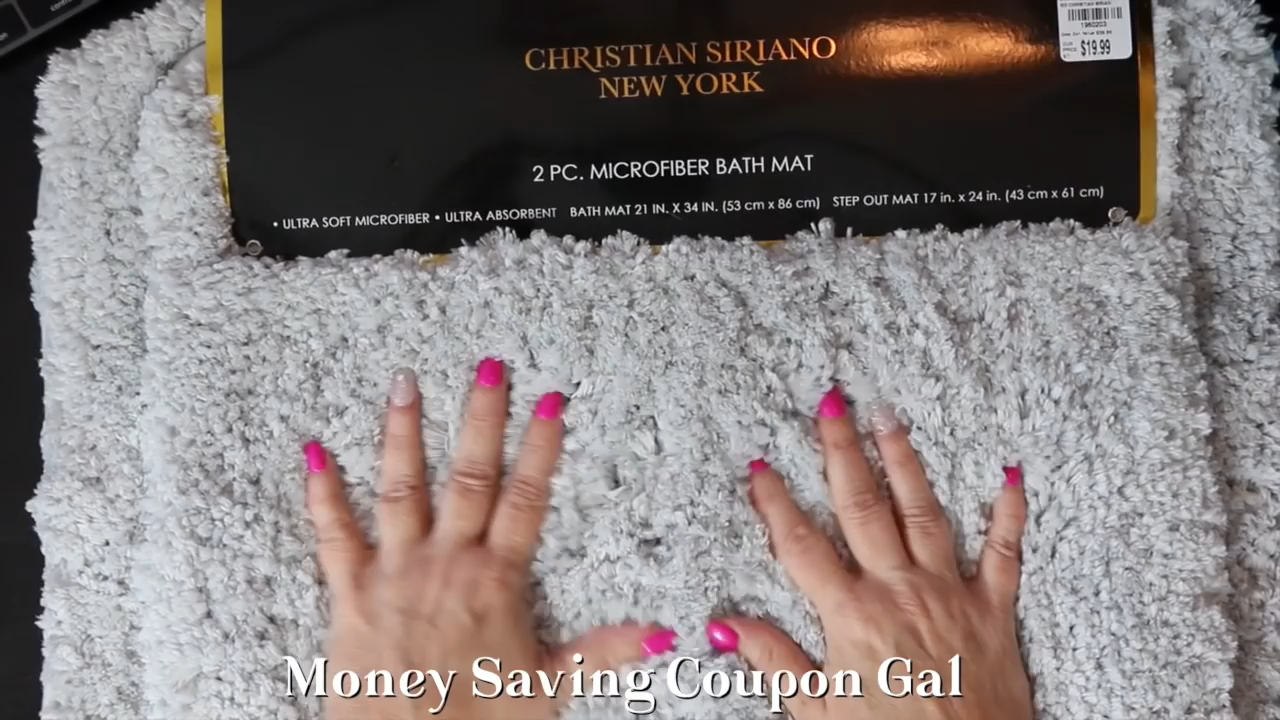 CHRISTIAN SIRIANO
NEW YORK
1960203
$19.99
2 PC. MICROFIBER BATH MAT
• ULTRA SOFT MICROFIBER • ULTRA ABSORBENT BATH MAT 21 IN. X 34 IN. (53 cm x 86 cm) STEP OUT MAT 17 in. x 24 in. (43 cm x 61 cm)
Money Saving Coupon Gal